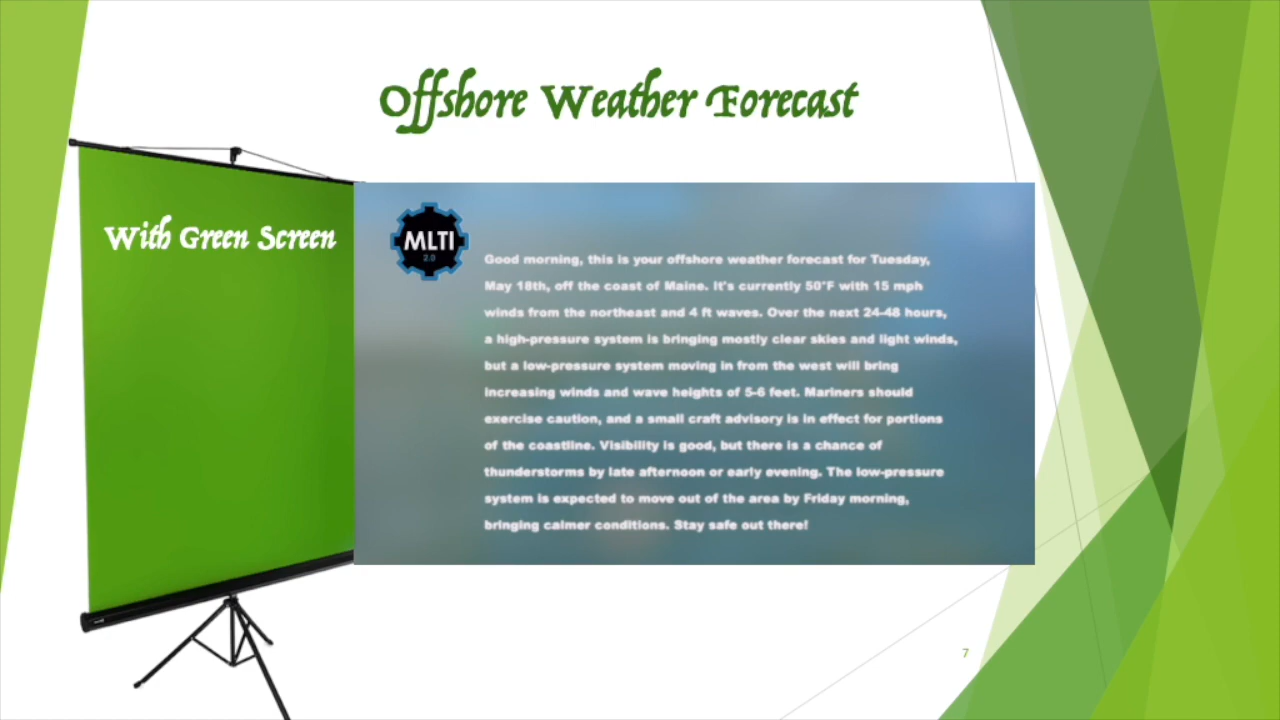 Offshore Weather Forecast
With Green Screen
MLTI
2.0
Good morning, this is your offshore weather forecast for Tuesday,
May 18th, off the coast of Maine. It's currently 50°F with 15 mph
winds from the northeast and 4 ft waves. Over the next 24-48 hours,
a high-pressure system is bringing mostly clear skies and light winds,
but a low-pressure system moving in from the west will bring
increasing winds and wave heights of 5-6 feet. Mariners should
exercise caution, and a small craft advisory is in effect for portions
of the coastline. Visibility is good, but there is a chance of
thunderstorms by late afternoon or early evening. The low-pressure
system is expected to move out of the area by Friday morning,
bringing calmer conditions. Stay safe out there!
7